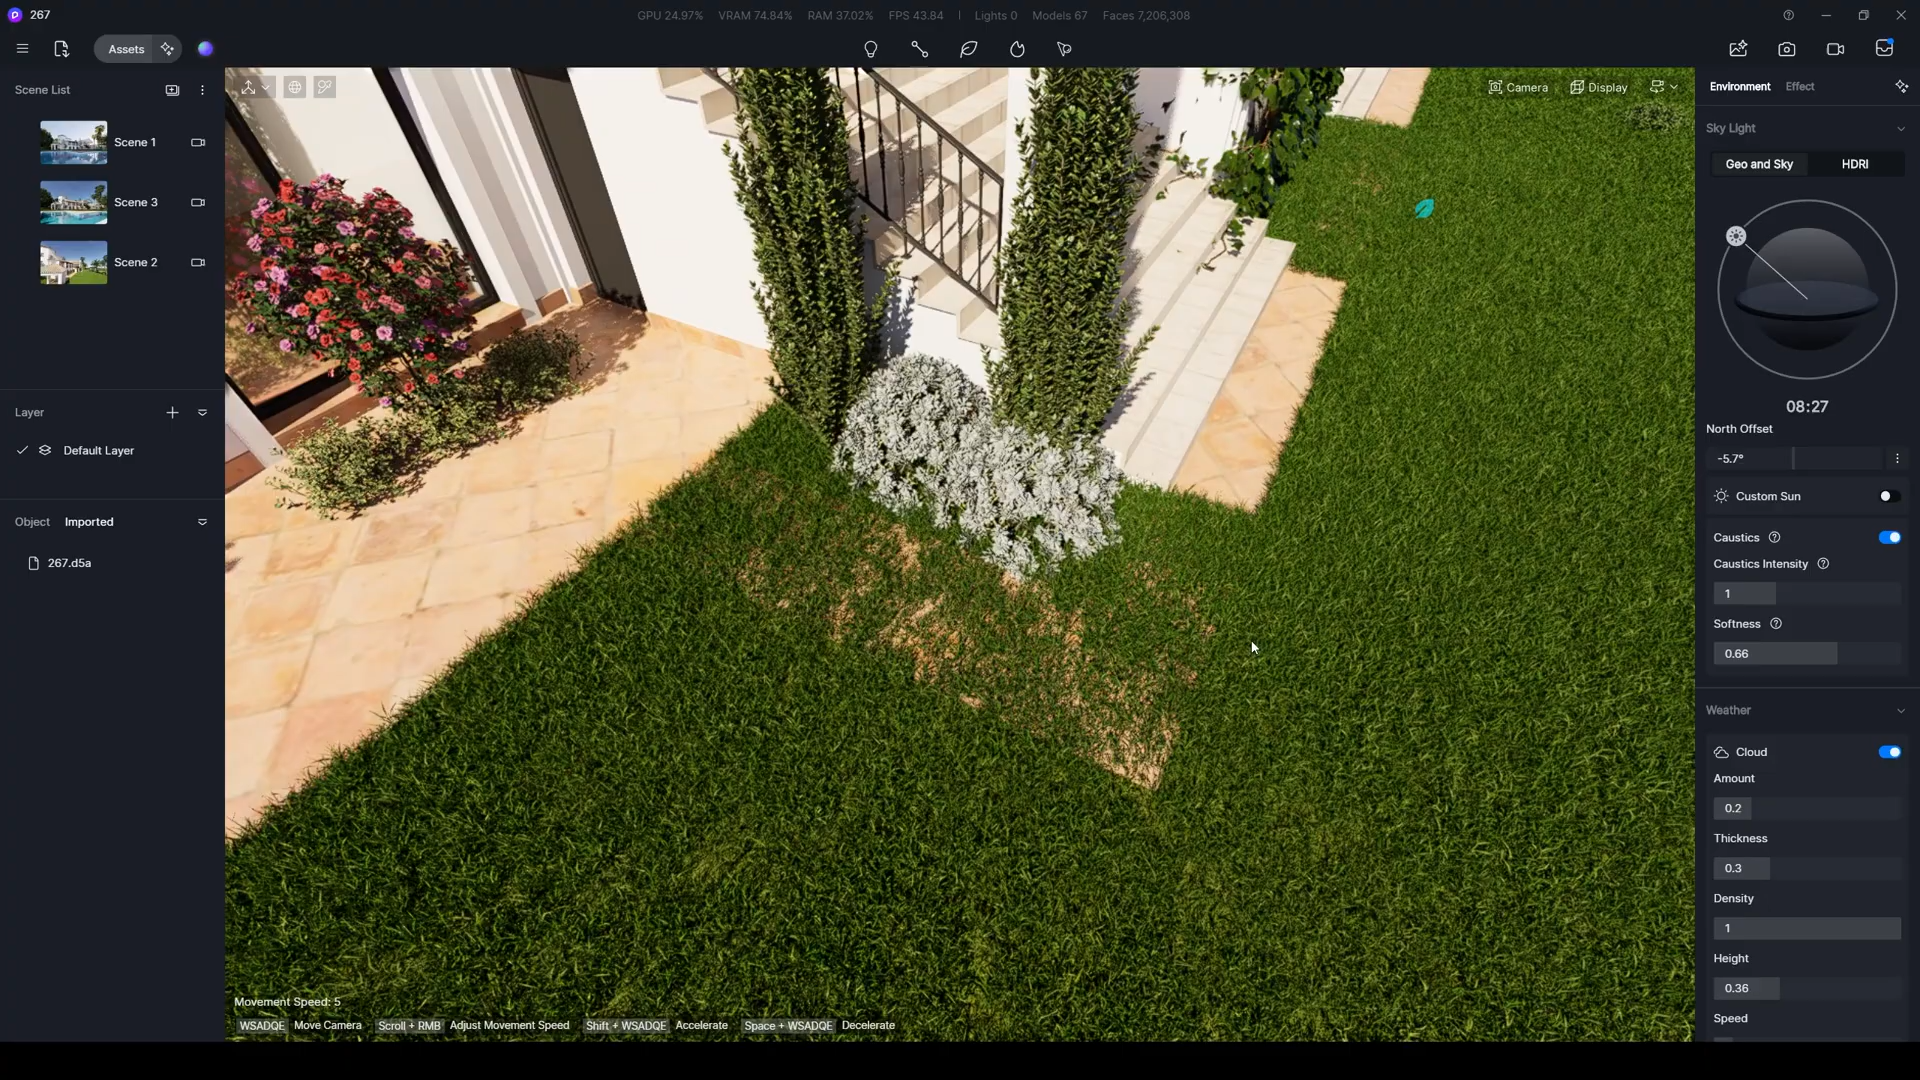 267
GPU 24.97% VRAM 74.84% RAM 37.02% FPS 43.84 | Lights 0 Models 67 Faces 7,206,308
Assets
Scene List
Scene 1
Scene 3
Scene 2
Layer
Default Layer
Object Imported
267.d5a
Camera Display
Movement Speed: 5
WSADQE Move Camera Scroll + RMB Adjust Movement Speed Shift + WSADQE Accelerate Space + WSADQE Decelerate
Environment Effect
Sky Light
Geo and Sky HDRI
08:27
North Offset
-5.7°
Custom Sun
Caustics
Caustics Intensity
1
Softness
0.66
Weather
Cloud
Amount
0.2
Thickness
0.3
Density
1
Height
0.36
Speed